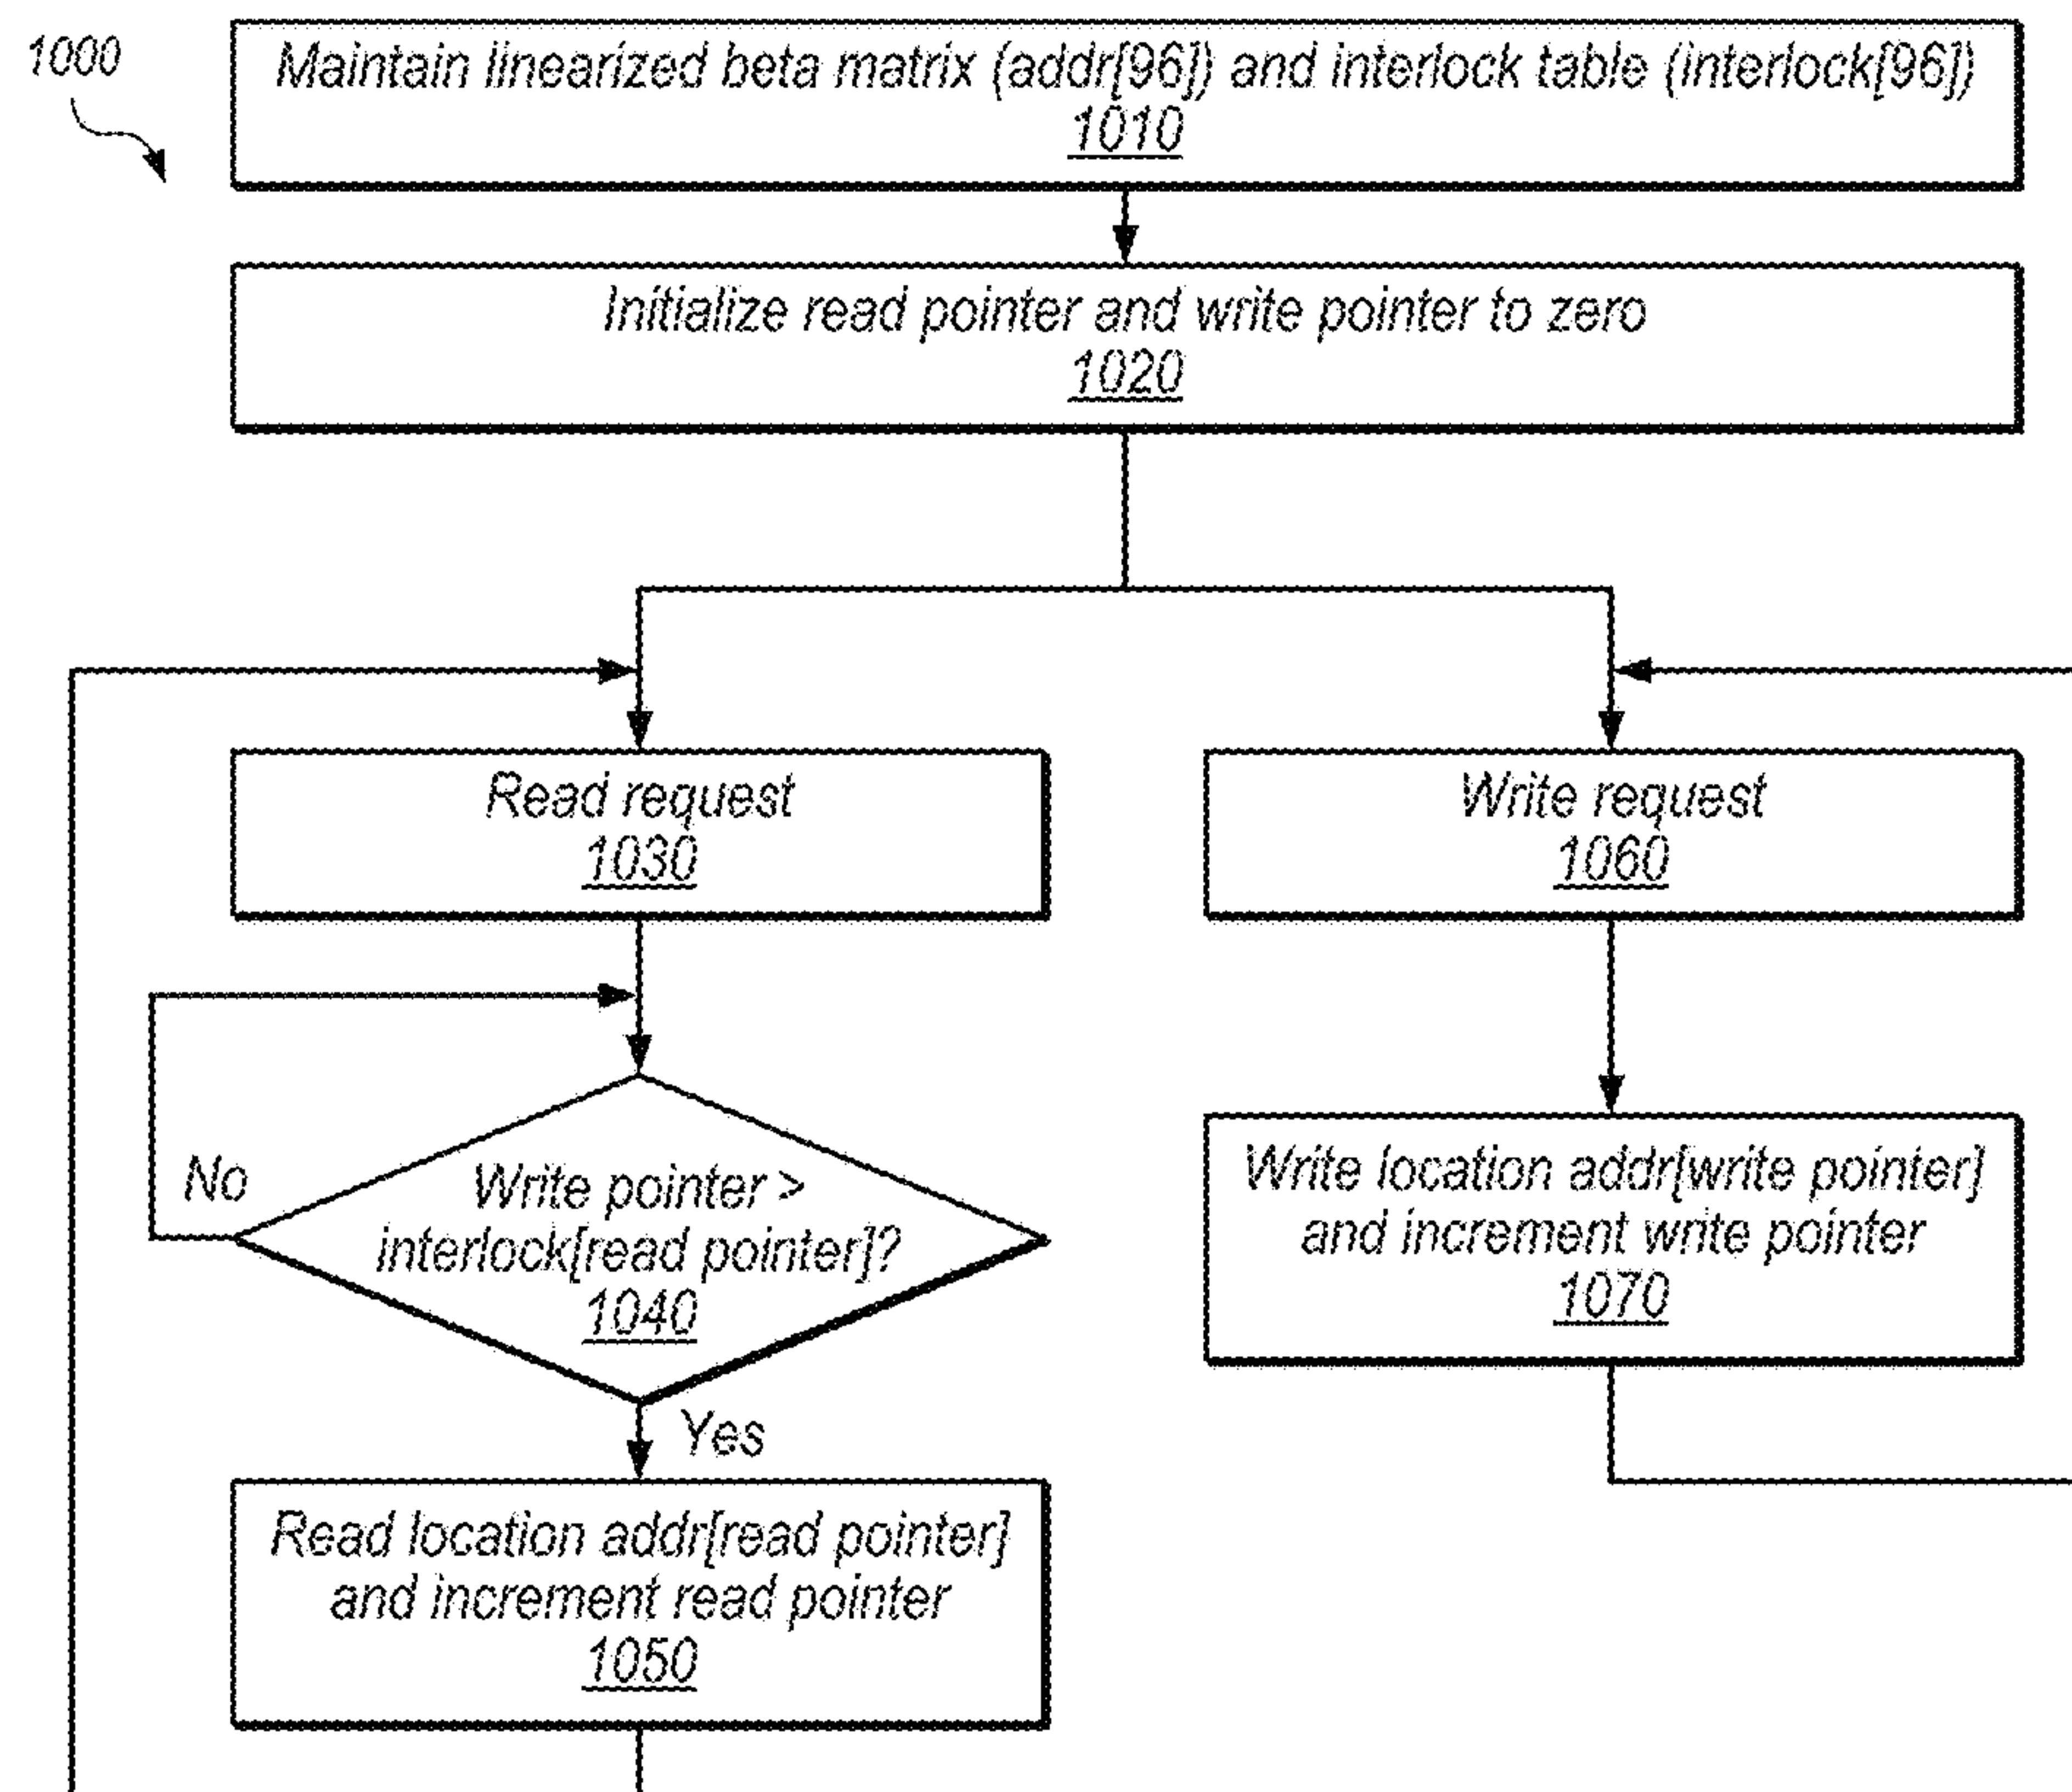 1000
Maintain linearized beta matrix (addr[96]) and interlock table (interlock[96])
1010
Initialize read pointer and write pointer to zero
1020
Read request
1030
Write request
1060
No
Write pointer >
interlock[read pointer]?
1040
Yes
Write location addr[write pointer]
and increment write pointer
1070
Read location addr[read pointer]
and increment read pointer
1050